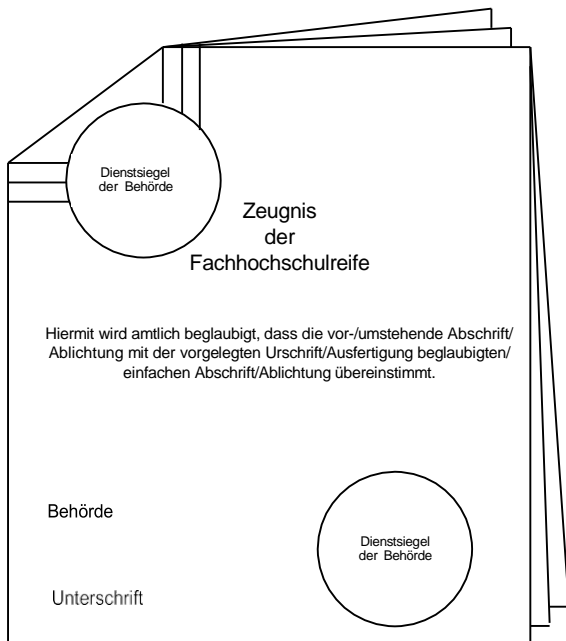 Dienstsiegel
der Behörde
Zeugnis
der
Fachhochschulreife
Hiermit wird amtlich beglaubigt, dass die vor-/umstehende Abschrift/
Ablichtung mit der vorgelegten Urschrift/Ausfertigung beglaubigten/
einfachen Abschrift/Ablichtung übereinstimmt.
Behörde
Dienstsiegel
der Behörde
Unterschrift